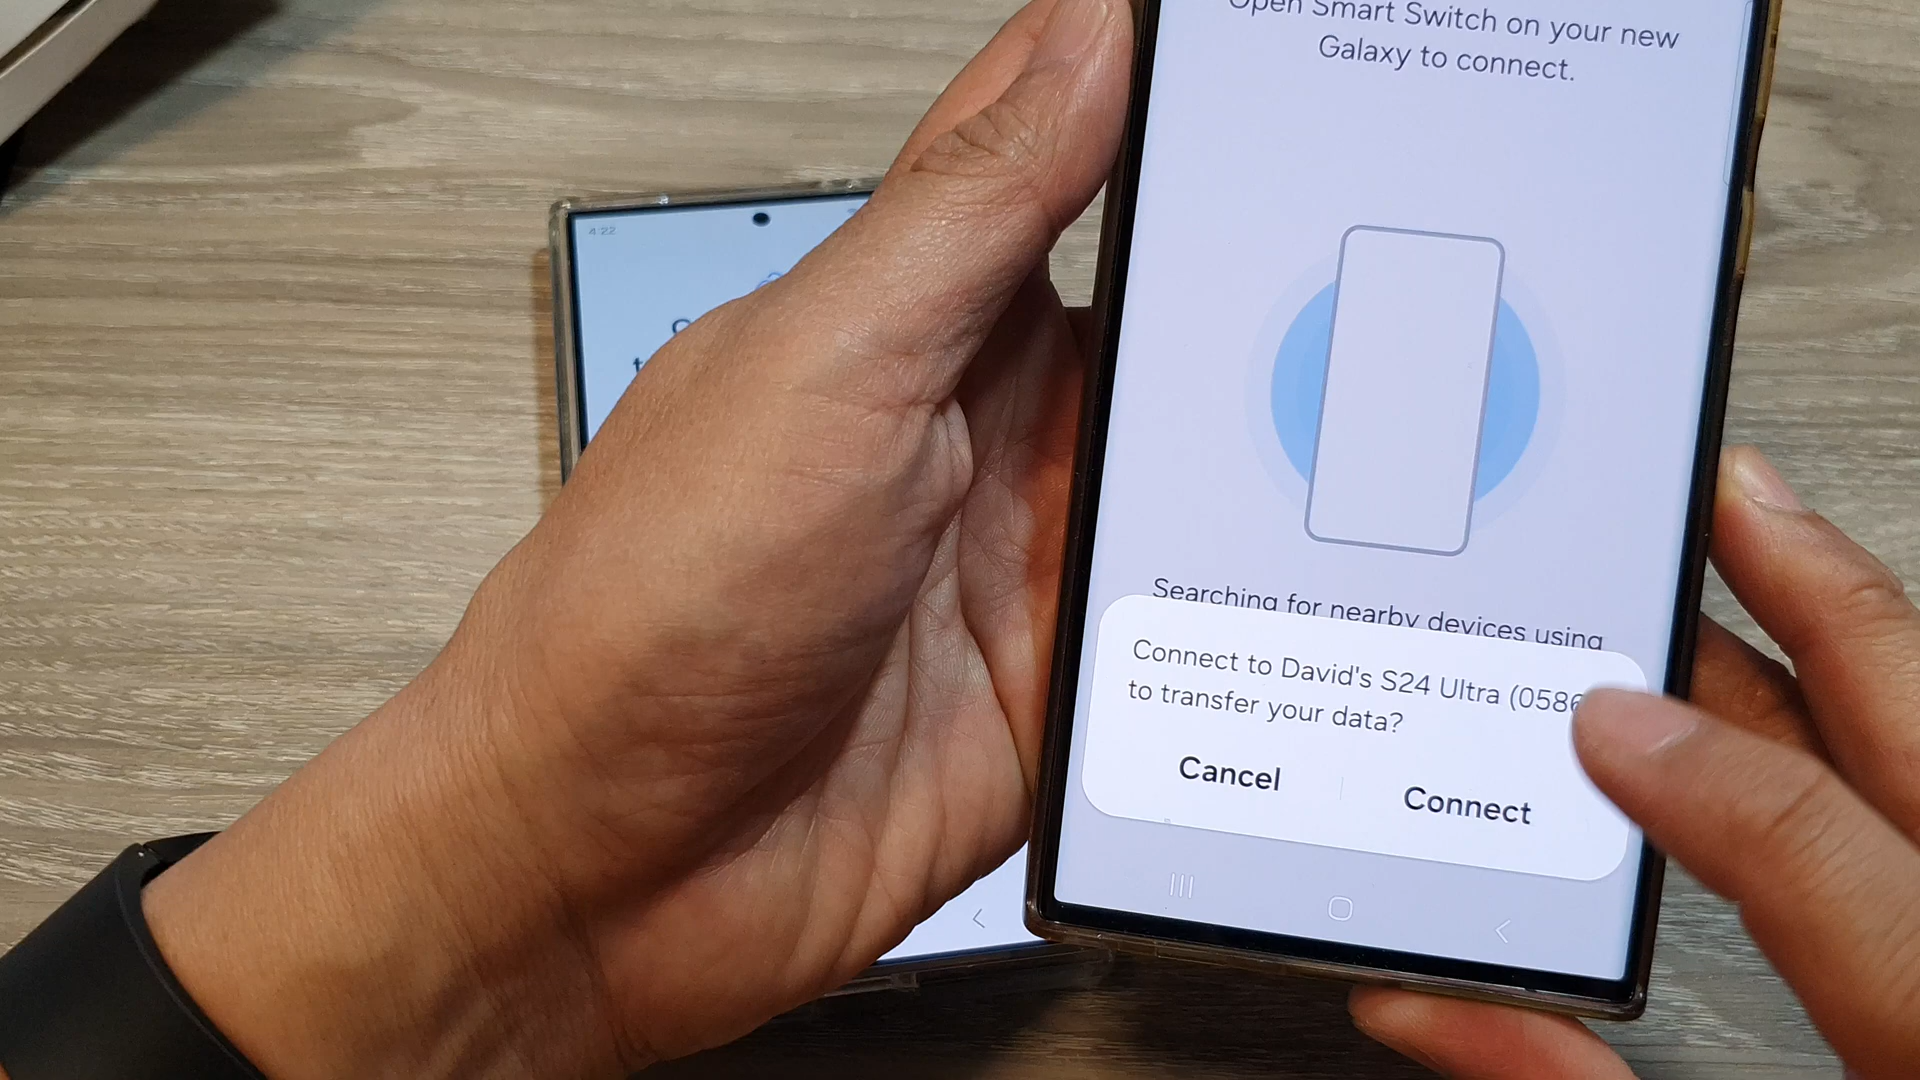 4:22
Open Smart Switch on your new
Galaxy to connect.
Searching for nearby devices using
Connect to David's S24 Ultra (0586
to transfer your data?
Cancel
Connect